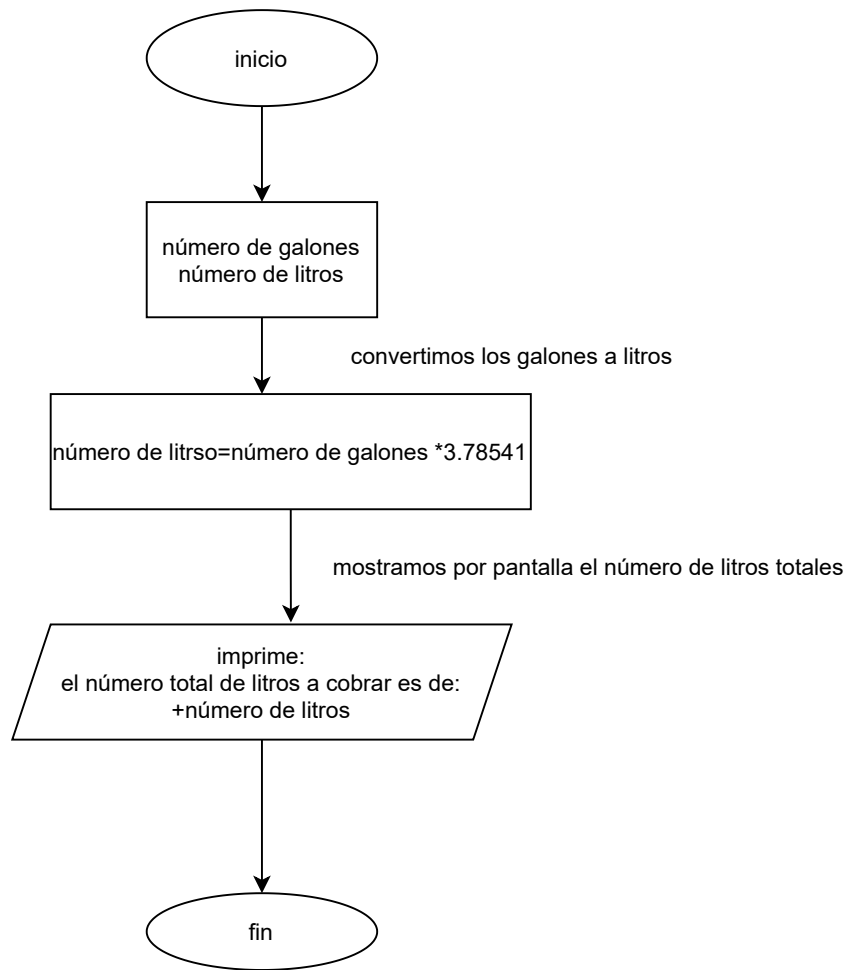 inicio
número de galones
número de litros
convertimos los galones a litros
número de litrso=número de galones *3.78541
mostramos por pantalla el número de litros totales
imprime:
el número total de litros a cobrar es de:
+número de litros
fin